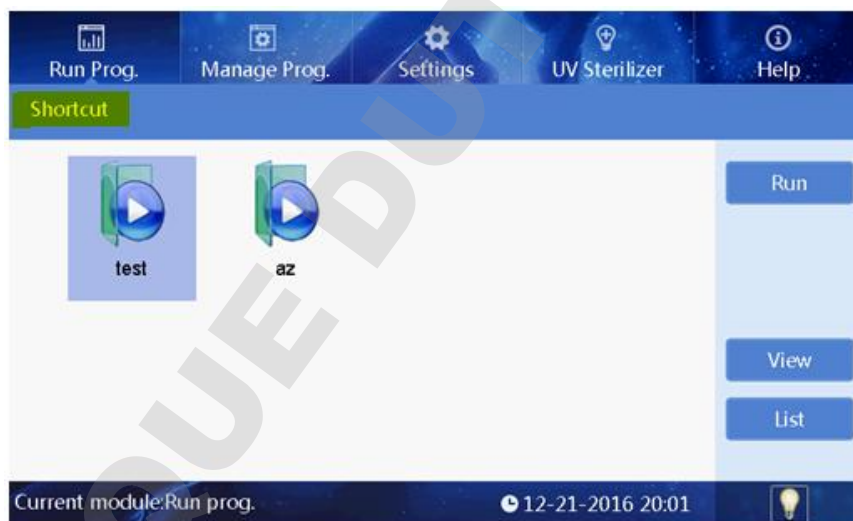 Run Prog. Manage Prog. Settings UV Sterilizer Help
Shortcut
Run
test az
View
List
Current module:Run prog. 12-21-2016 20:01